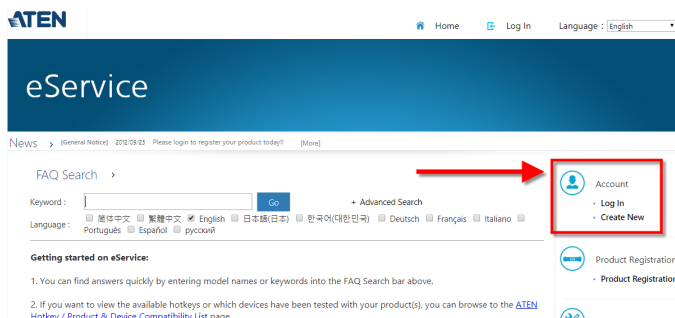 ATEN
Home Log In Language : English
eService
News > [General Notice] 2012/09/25 Please login to register your product today!! [More]
FAQ Search >
Keyword : Go + Advanced Search
Language : 简体中文 繁體中文 English 日本語(日本) 한국어(대한민국) Deutsch Français Italiano
Português Español русский
Account
• Log In
• Create New
Getting started on eService:
1. You can find answers quickly by entering model names or keywords into the FAQ Search bar above.
2. If you want to view the available hotkeys or which devices have been tested with your product(s), you can browse to the ATEN
Hotkey / Product & Device Compatibility List page
Product Registration
• Product Registration